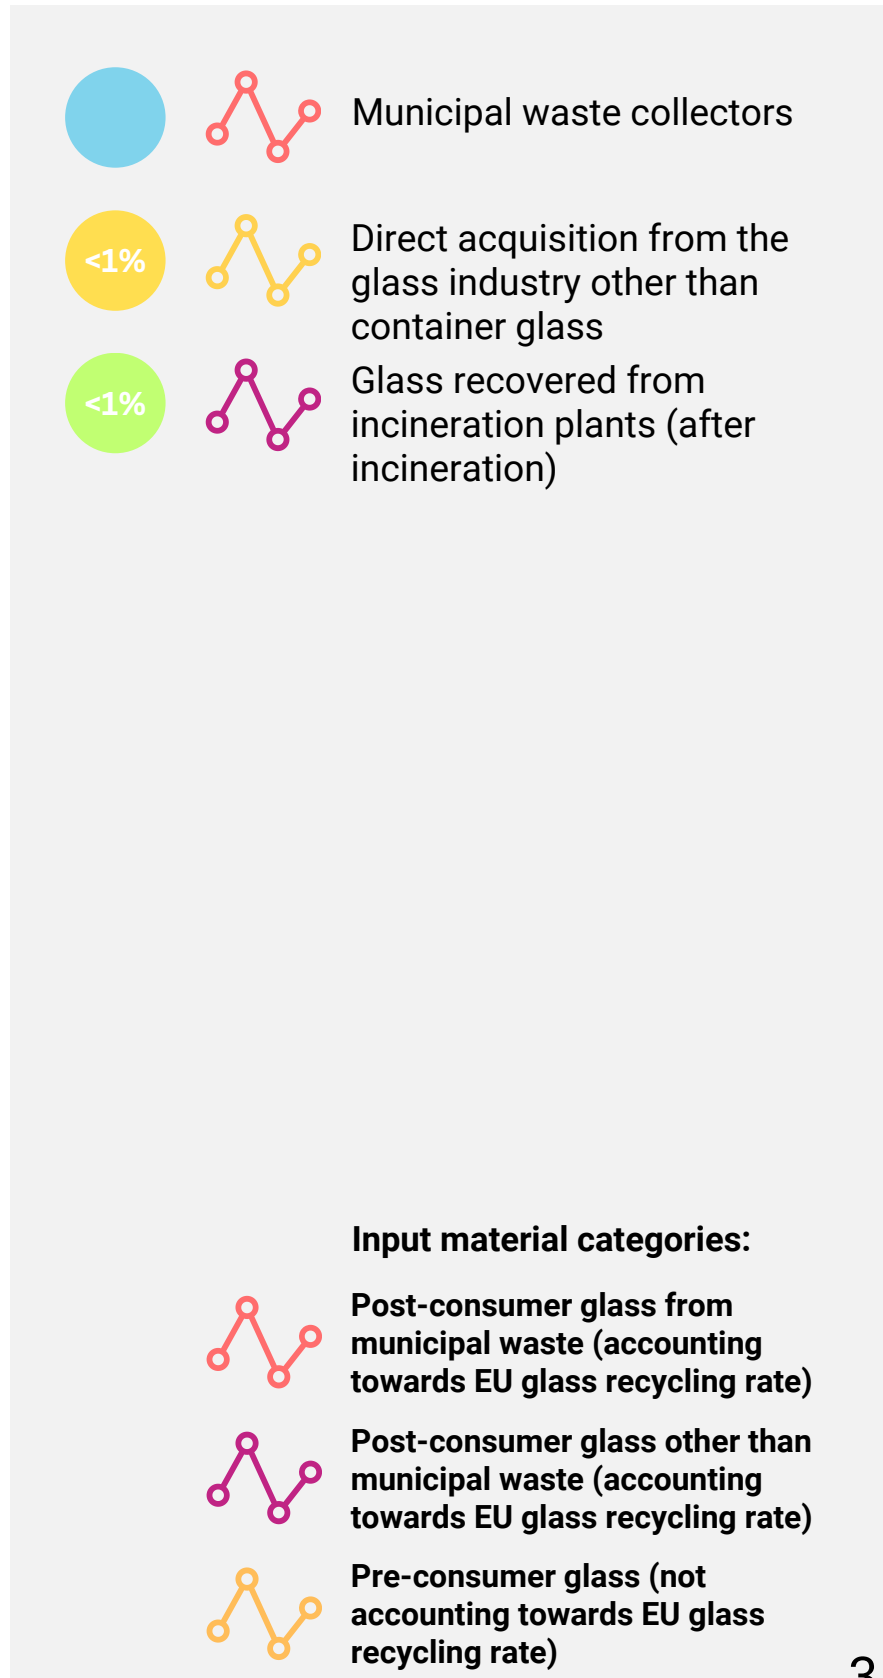 Municipal waste collectors
<1%
Direct acquisition from the
glass industry other than
container glass
<1%
Glass recovered from
incineration plants (after
incineration)
Input material categories:
Post-consumer glass from
municipal waste (accounting
towards EU glass recycling rate)
Post-consumer glass other than
municipal waste (accounting
towards EU glass recycling rate)
Pre-consumer glass (not
accounting towards EU glass
recycling rate)